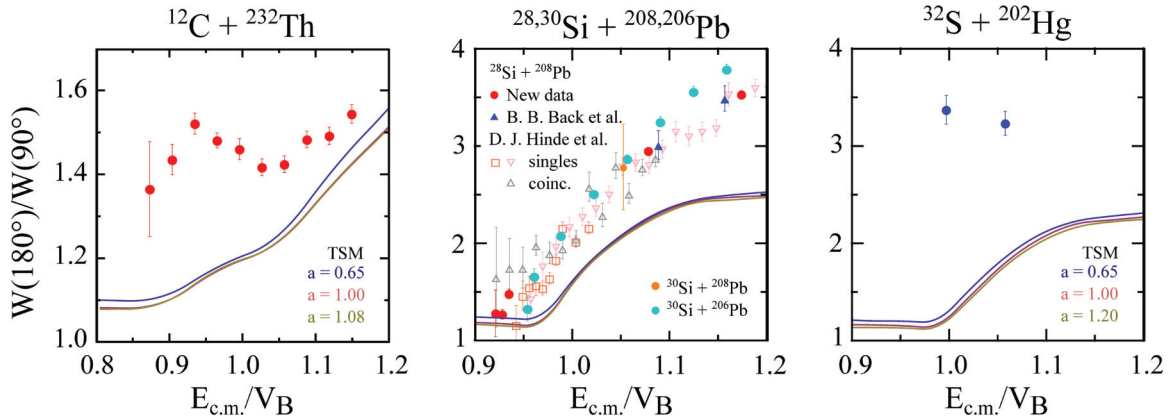 ¹²C + ²³²Th
W(180°)/W(90°)
1.6
1.4
1.2
1.0
TSM
a = 0.65
a = 1.00
a = 1.08
0.8
0.9
1.0
1.1
1.2
E_c.m./V_B
²⁸,³⁰Si + ²⁰⁸,²⁰⁶Pb
4
3
2
1
²⁸Si + ²⁰⁸Pb
New data
B. B. Back et al.
D. J. Hinde et al.
singles
coinc.
³⁰Si + ²⁰⁸Pb
³⁰Si + ²⁰⁶Pb
0.9
1.0
1.1
1.2
E_c.m./V_B
³²S + ²⁰²Hg
4
3
2
1
TSM
a = 0.65
a = 1.00
a = 1.20
0.9
1.0
1.1
1.2
E_c.m./V_B